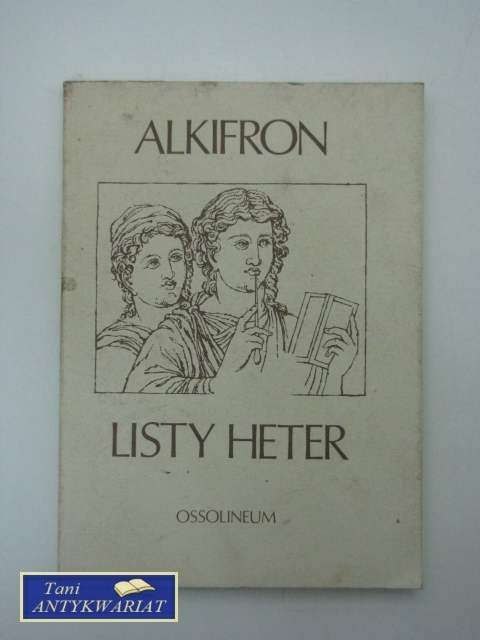 ALKIFRON
LISTY HETER
OSSOLINEUM
Tani
ANTYKWARIAT